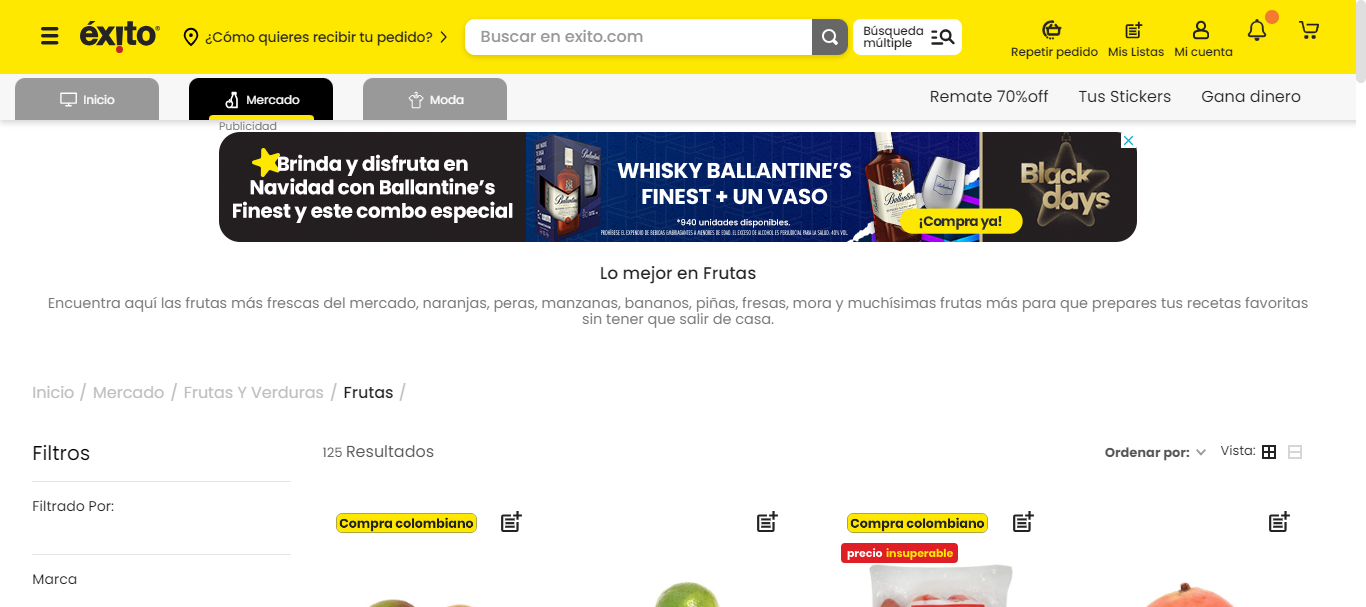 éxito
¿Cómo quieres recibir tu pedido?
Buscar en exito.com
Búsqueda
múltiple
Repetir pedido
Mis Listas
Mi cuenta
Inicio
Mercado
Moda
Remate 70%off
Tus Stickers
Gana dinero
Publicidad
Brinda y disfruta en
Navidad con Ballantine’s
Finest y este combo especial
WHISKY BALLANTINE’S
FINEST + UN VASO
*940 unidades disponibles.
PROHÍBESE EL EXPENDIO DE BEBIDAS EMBRIAGANTES A MENORES DE EDAD. EL EXCESO DE ALCOHOL ES PERJUDICIAL PARA LA SALUD. 40% VOL.
Ballantine's
¡Compra ya!
Black
days
Lo mejor en Frutas
Encuentra aquí las frutas más frescas del mercado, naranjas, peras, manzanas, bananos, piñas, fresas, mora y muchísimas frutas más para que prepares tus recetas favoritas
sin tener que salir de casa.
Inicio / Mercado / Frutas Y Verduras / Frutas /
Filtros
125 Resultados
Ordenar por:
Vista:
Filtrado Por:
Compra colombiano
Compra colombiano
precio insuperable
Marca